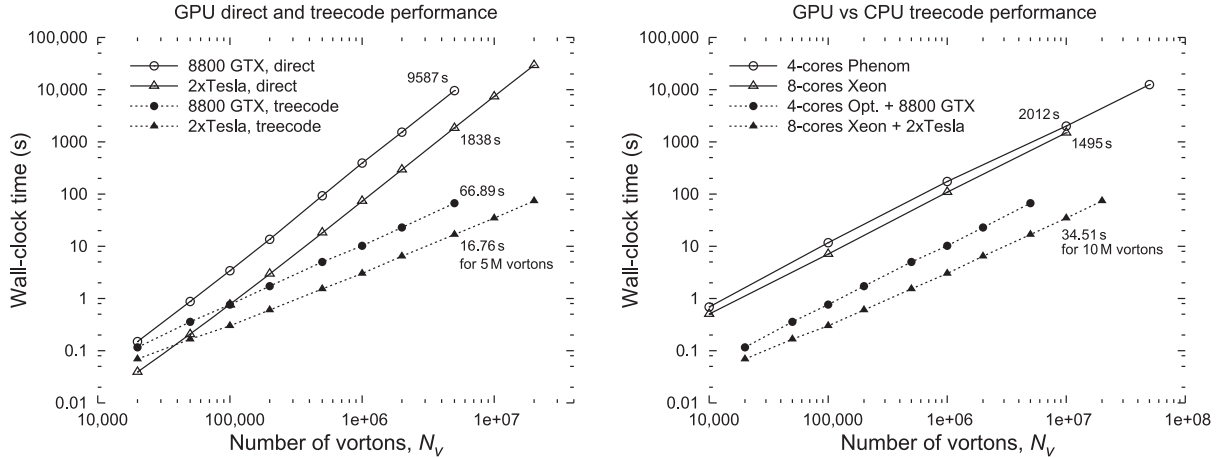 GPU direct and treecode performance
100,000
10,000
1000
100
10
1
0.1
0.01
Wall-clock time (s)
8800 GTX, direct
2xTesla, direct
8800 GTX, treecode
2xTesla, treecode
9587 s
1838 s
66.89 s
16.76 s
for 5 M vortons
10,000 100,000 1e+06 1e+07
Number of vortons, Nv
GPU vs CPU treecode performance
100,000
10,000
1000
100
10
1
0.1
0.01
Wall-clock time (s)
4-cores Phenom
8-cores Xeon
4-cores Opt. + 8800 GTX
8-cores Xeon + 2xTesla
2012 s
1495 s
34.51 s
for 10 M vortons
10,000 100,000 1e+06 1e+07 1e+08
Number of vortons, Nv